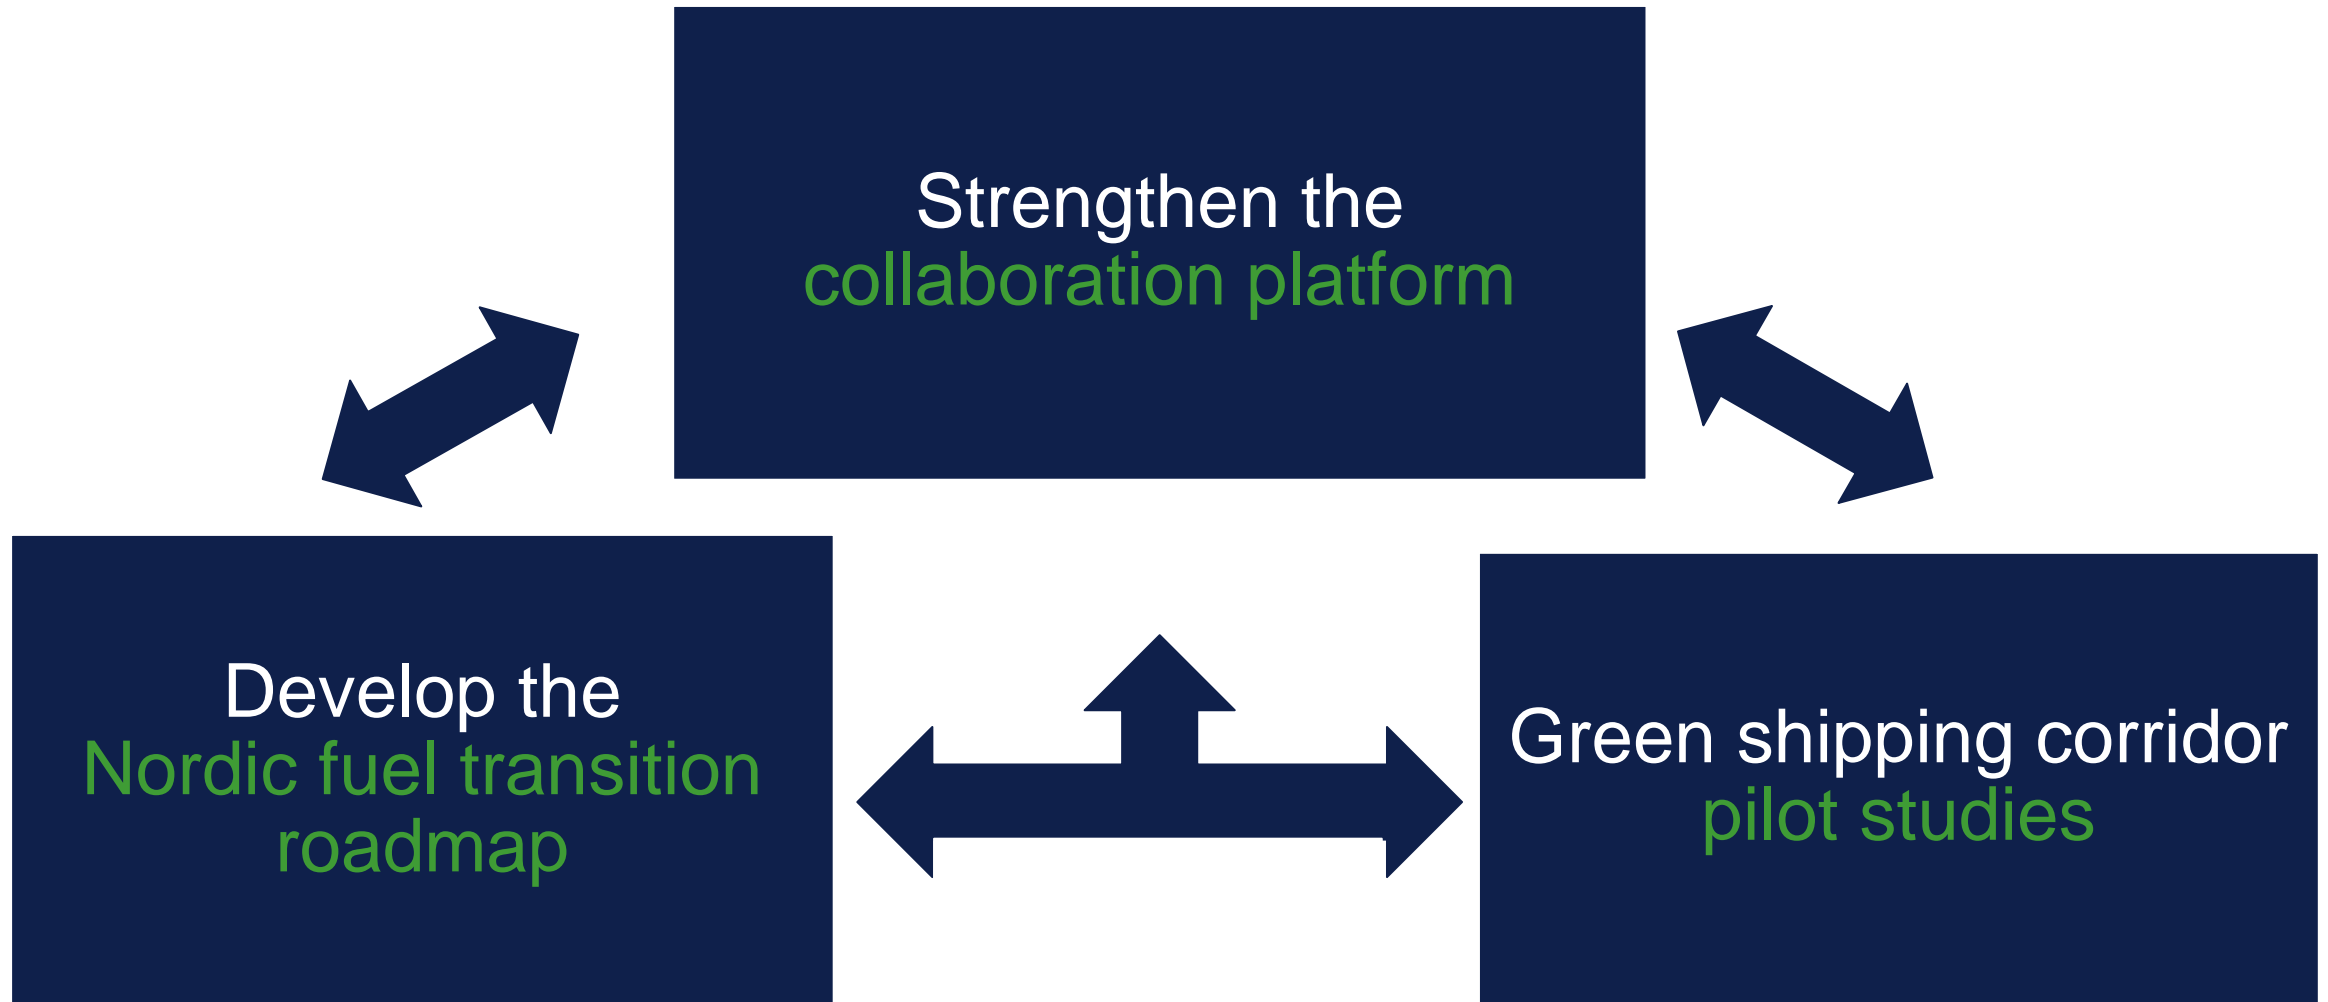 Strengthen the
collaboration platform
Develop the
Nordic fuel transition
roadmap
Green shipping corridor
pilot studies